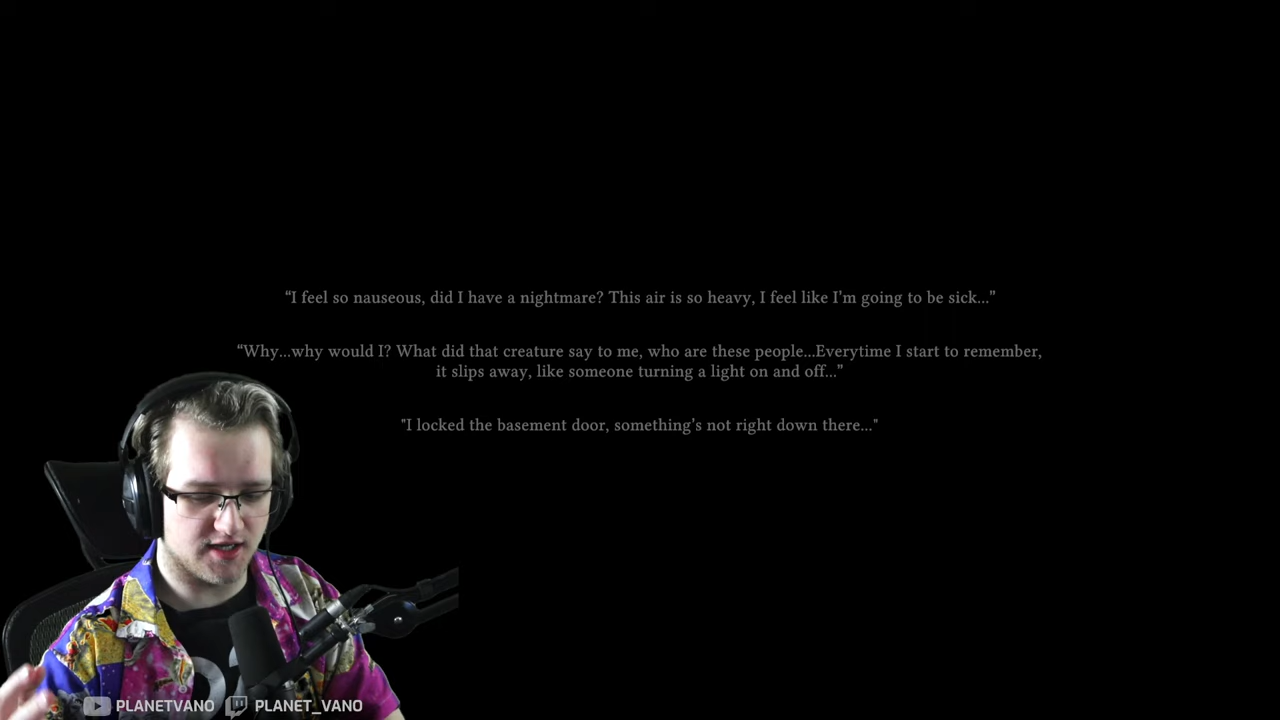 “I feel so nauseous, did I have a nightmare? This air is so heavy, I feel like I'm going to be sick...”
“Why...why would I? What did that creature say to me, who are these people...Everytime I start to remember,
it slips away, like someone turning a light on and off...”
"I locked the basement door, something's not right down there..."
PLANETVANO PLANET_VANO